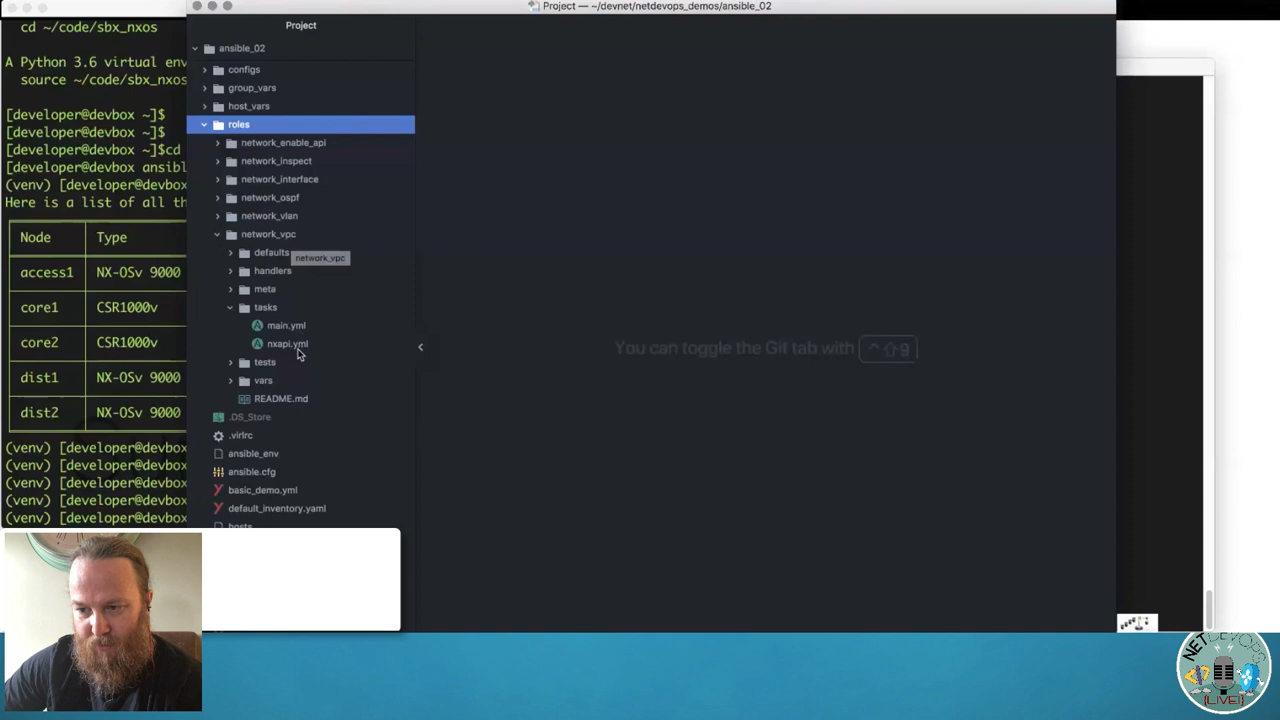 Project — ~/devnet/netdevops_demos/ansible_02
cd ~/code/sbx_nxos
A Python 3.6 virtual env
source ~/code/sbx_nxos
[developer@devbox ~]$
[developer@devbox ~]$
[developer@devbox ~]$cd
[developer@devbox ansibl
(venv) [developer@devbox
Here is a list of all th
Node Type
access1 NX-OSv 9000
core1 CSR1000v
core2 CSR1000v
dist1 NX-OSv 9000
dist2 NX-OSv 9000
(venv) [developer@devbox
(venv) [developer@devbox
(venv) [developer@devbox
(venv) [developer@devbox
(venv) [developer@devbox
Project
ansible_02
configs
group_vars
host_vars
roles
network_enable_api
network_inspect
network_interface
network_ospf
network_vlan
network_vpc
defaults
network_vpc
handlers
meta
tasks
main.yml
nxapi.yml
tests
vars
README.md
.DS_Store
.virlrc
ansible_env
ansible.cfg
basic_demo.yml
default_inventory.yaml
hosts
You can toggle the Git tab with ⌃⇧g
NETDEVOPS
{LIVE!}